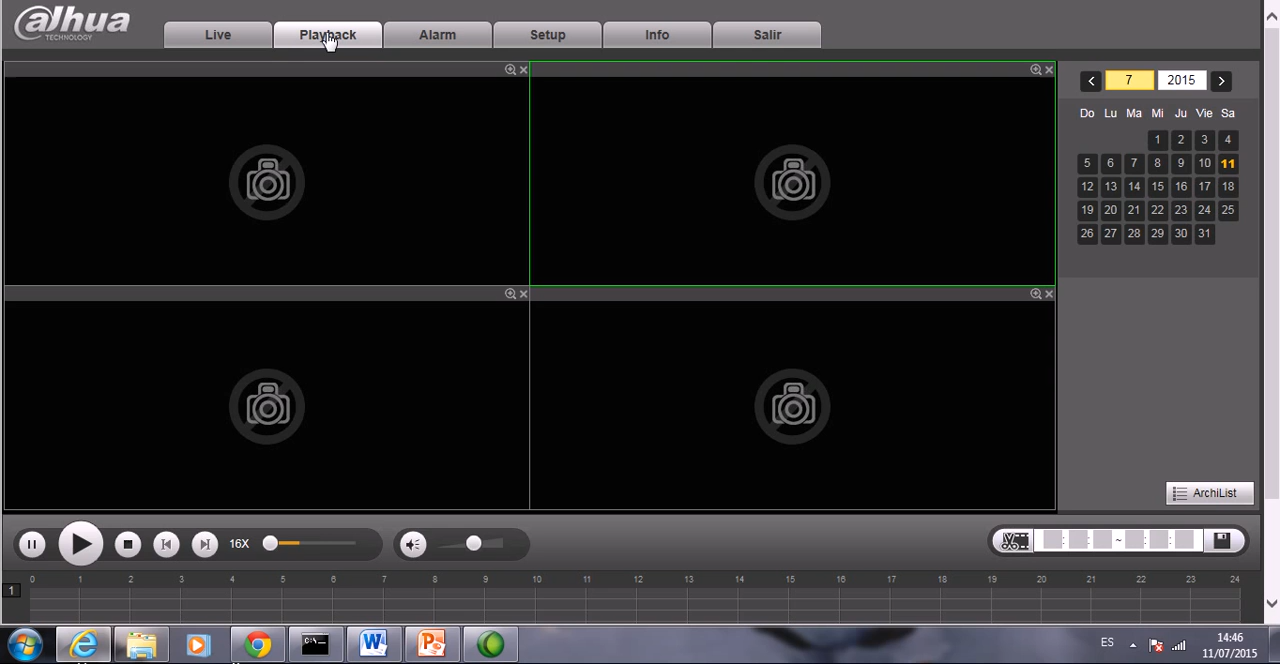 alhua
TECHNOLOGY
Live Playback Alarm Setup Info Salir
7 2015
Do Lu Ma Mi Ju Vie Sa
1 2 3 4
5 6 7 8 9 10 11
12 13 14 15 16 17 18
19 20 21 22 23 24 25
26 27 28 29 30 31
ArchiList
16X
: : ~ : :
0 1 2 3 4 5 6 7 8 9 10 11 12 13 14 15 16 17 18 19 20 21 22 23 24
1
C:\
W P
ES
14:46
11/07/2015